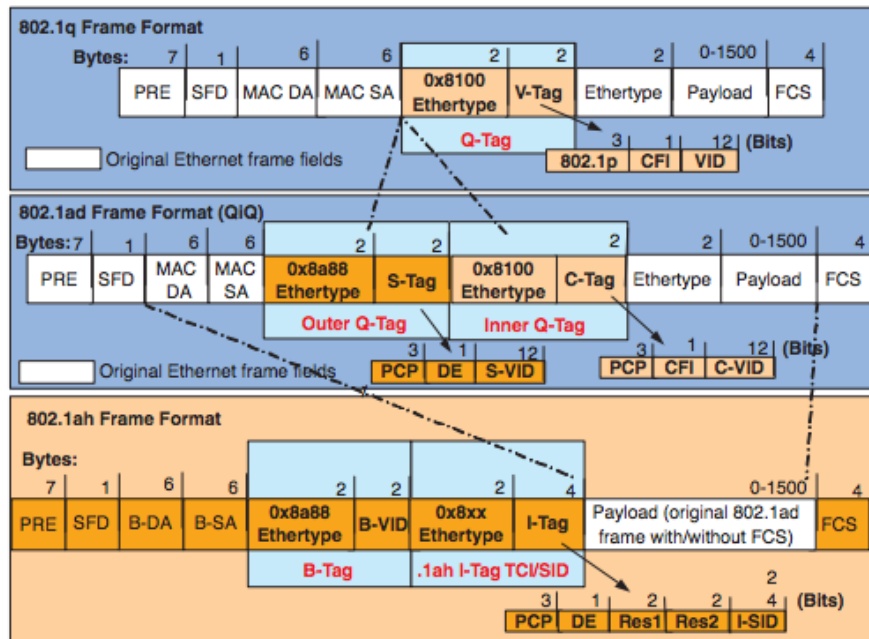 802.1q Frame Format
Bytes: 7 1 6 6 2 2 2 0-1500 4
PRE SFD MAC DA MAC SA 0x8100 Ethertype V-Tag Ethertype Payload FCS
Q-Tag
3 1 12 (Bits)
802.1p CFI VID
Original Ethernet frame fields
802.1ad Frame Format (QiQ)
Bytes: 7 1 6 6 2 2 2 2 0-1500 4
PRE SFD MAC DA MAC SA 0x8a88 Ethertype S-Tag 0x8100 Ethertype C-Tag Ethertype Payload FCS
Outer Q-Tag Inner Q-Tag
3 1 12 3 1 12 (Bits)
PCP DE S-VID PCP CFI C-VID
Original Ethernet frame fields
802.1ah Frame Format
Bytes:
7 1 6 6 2 2 2 4 0-1500 4
PRE SFD B-DA B-SA 0x8a88 Ethertype B-VID 0x8xx Ethertype I-Tag Payload (original 802.1ad frame with/without FCS) FCS
B-Tag .1ah I-Tag TCI/SID
3 1 2 2 2 4 (Bits)
PCP DE Res1 Res2 I-SID